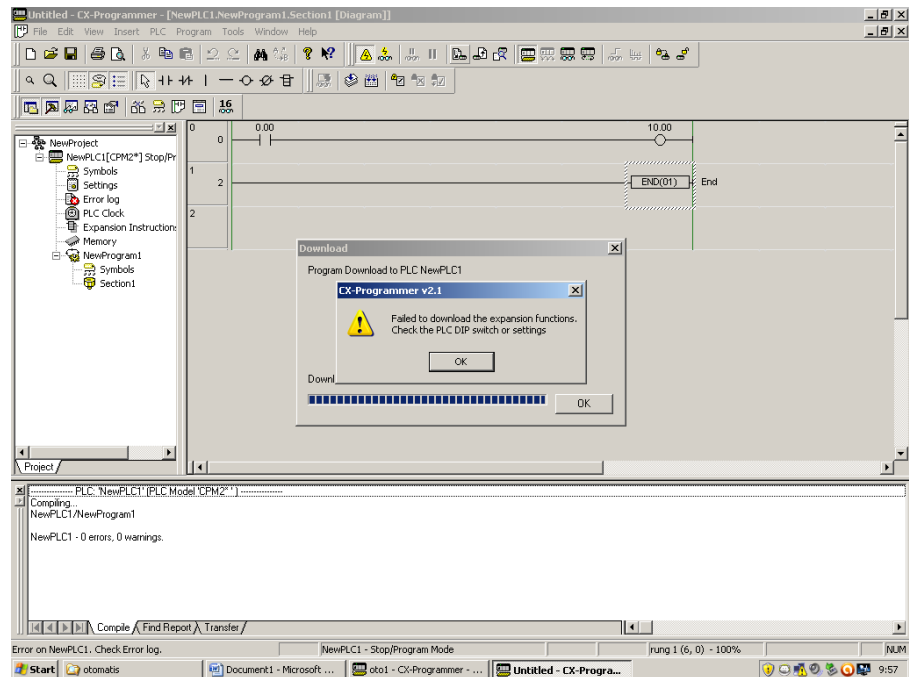 Untitled - CX-Programmer - [NewPLC1.NewProgram1.Section1 [Diagram]]
File Edit View Insert PLC Program Tools Window Help
16
NewProject
NewPLC1[CPM2*] Stop/Pr
Symbols
Settings
Error log
PLC Clock
Expansion Instructions
Memory
NewProgram1
Symbols
Section1
Project
0
0
0.00
10.00
1
2
END(01)
End
2
Download
Program Download to PLC NewPLC1
CX-Programmer v2.1
Failed to download the expansion functions.
Check the PLC DIP switch or settings
OK
Downl
OK
--------------- PLC: 'NewPLC1' (PLC Model 'CPM2*') ---------------
Compiling...
NewPLC1/NewProgram1
NewPLC1 - 0 errors, 0 warnings.
Compile Find Report Transfer
Error on NewPLC1. Check Error log. NewPLC1 - Stop/Program Mode rung 1 (6, 0) - 100% NUM
Start otomatis Document1 - Microsoft ... oto1 - CX-Programmer - ... Untitled - CX-Progra... 9:57